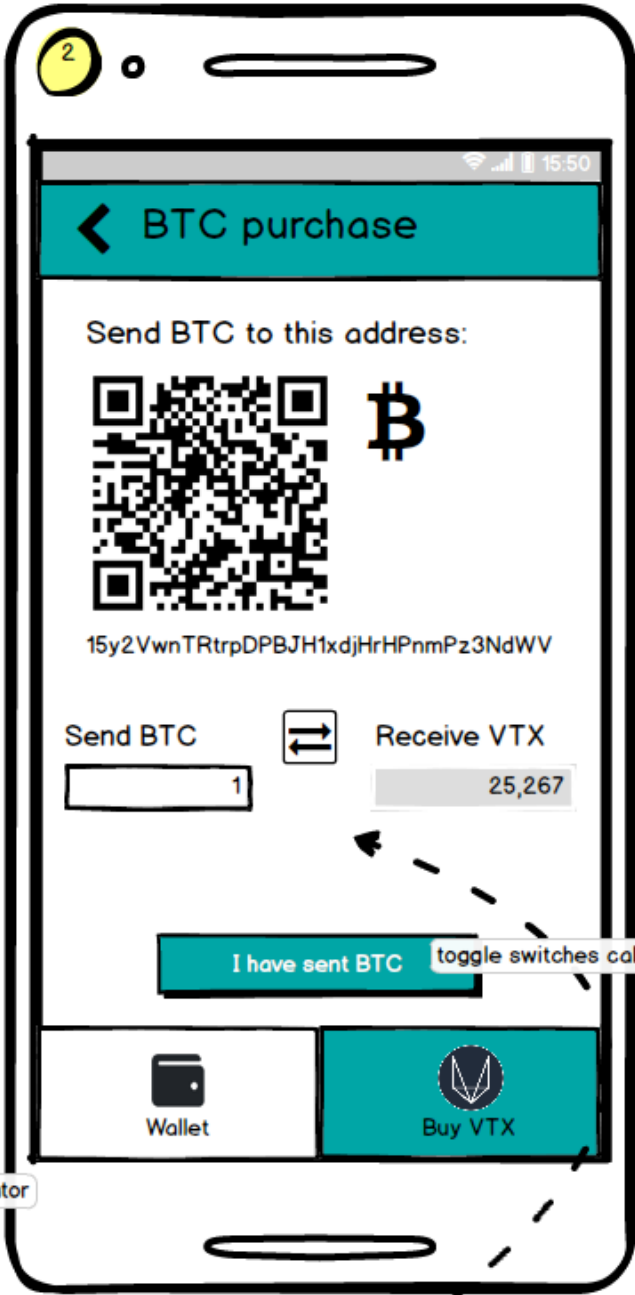 2
15:50
BTC purchase
Send BTC to this address:
15y2VwnTRtrpDPBJH1xdjHrHPnmPz3NdWV
Send BTC
Receive VTX
1
25,267
I have sent BTC
toggle switches cal
Wallet
Buy VTX
tor